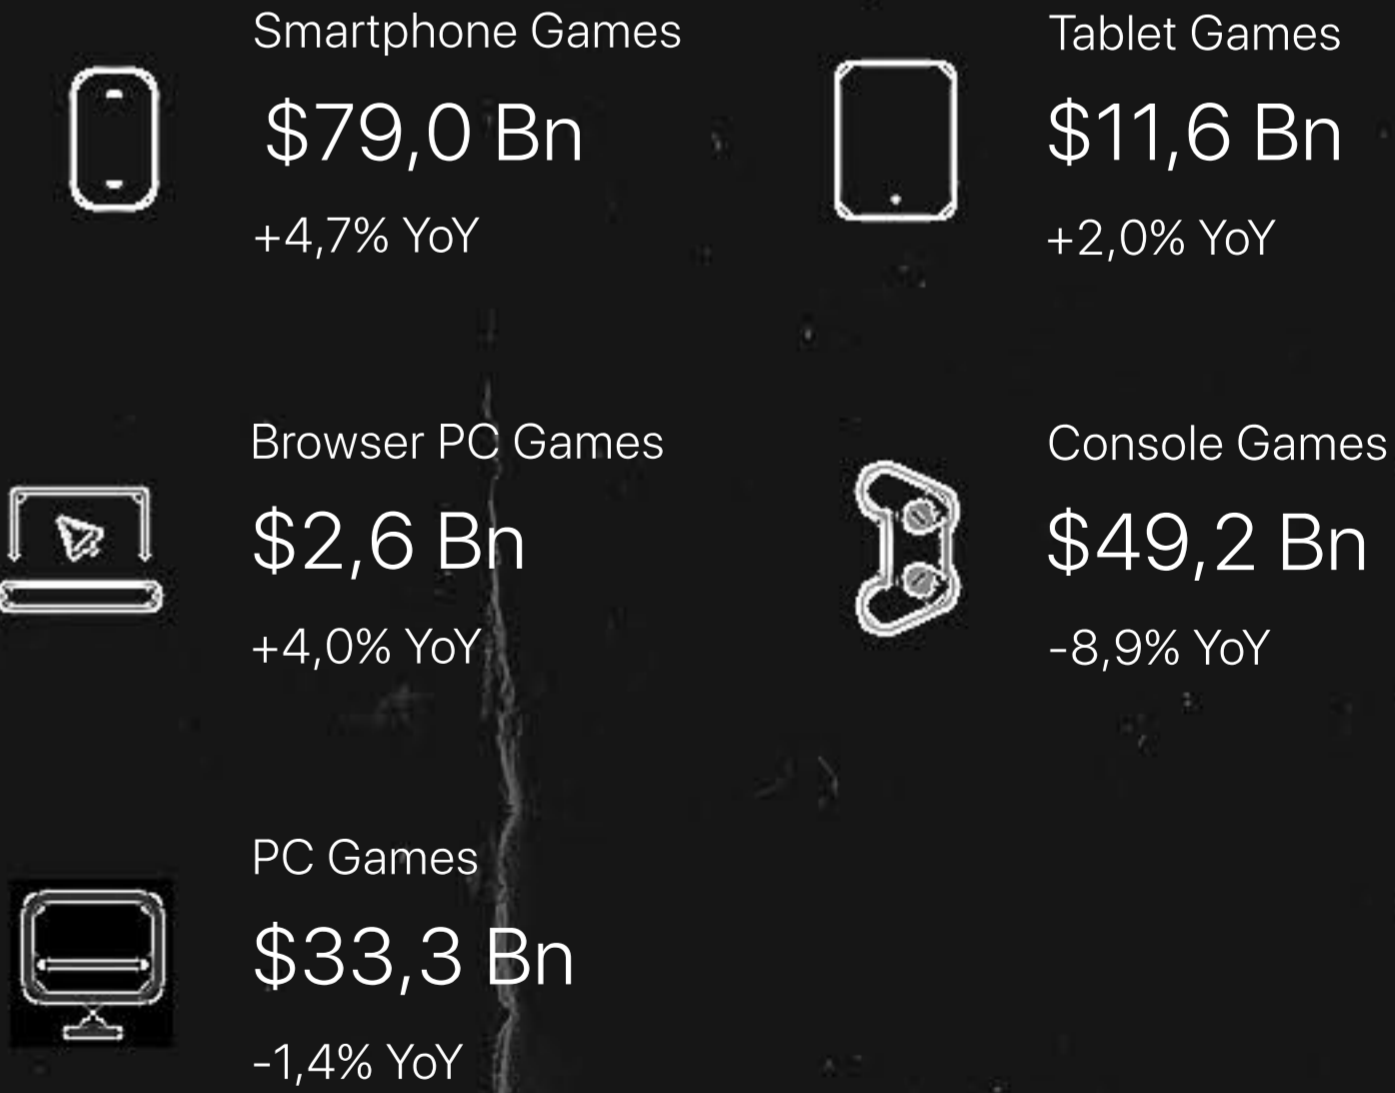 Smartphone Games
$79,0 Bn
+4,7% YoY
Tablet Games
$11,6 Bn
+2,0% YoY
Browser PC Games
$2,6 Bn
+4,0% YoY
Console Games
$49,2 Bn
-8,9% YoY
PC Games
$33,3 Bn
-1,4% YoY